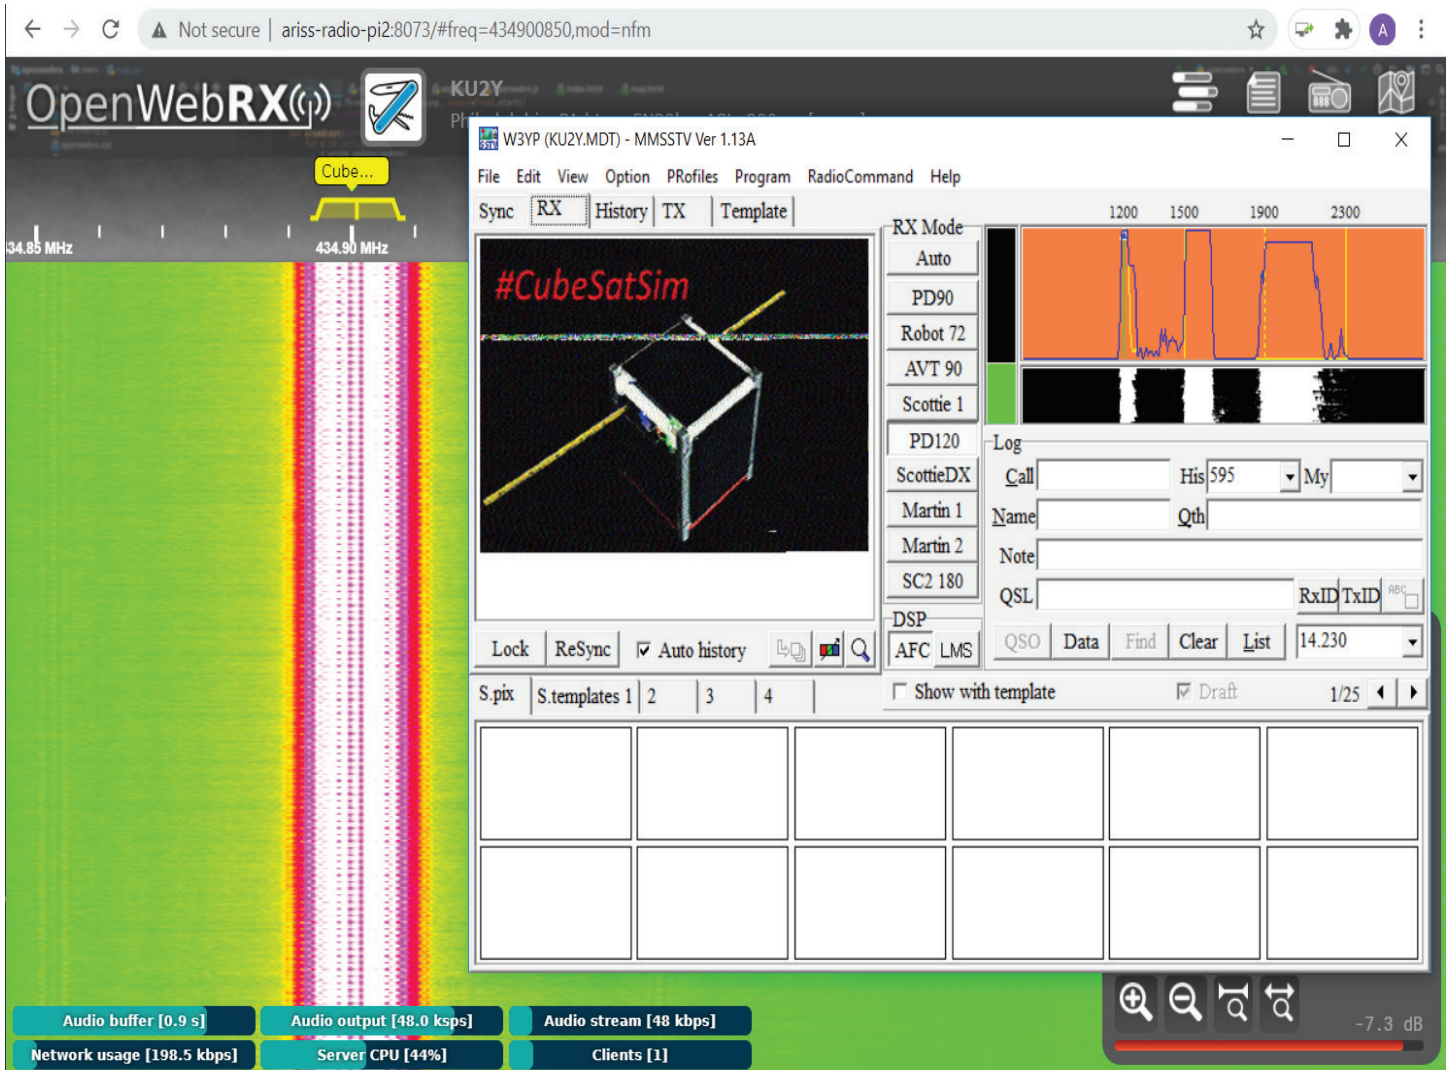 Not secure | ariss-radio-pi2:8073/#freq=434900850,mod=nfm
A
OpenWebRX
KU2Y
Cube...
34.85 MHz
434.90 MHz
W3YP (KU2Y.MDT) - MMSSTV Ver 1.13A
File Edit View Option PRofiles Program RadioCommand Help
Sync RX History TX Template
#CubeSatSim
RX Mode
Auto
PD90
Robot 72
AVT 90
Scottie 1
PD120
ScottieDX
Martin 1
Martin 2
SC2 180
DSP
AFC LMS
1200 1500 1900 2300
Log
Call His 595 My
Name Qth
Note
QSL RxID TxID ABC
QSO Data Find Clear List 14.230
Lock ReSync Auto history
Show with template Draft 1/25
S.pix S.templates 1 2 3 4
Audio buffer [0.9 s] Audio output [48.0 ksps] Audio stream [48 kbps]
Network usage [198.5 kbps] Server CPU [44%] Clients [1]
-7.3 dB